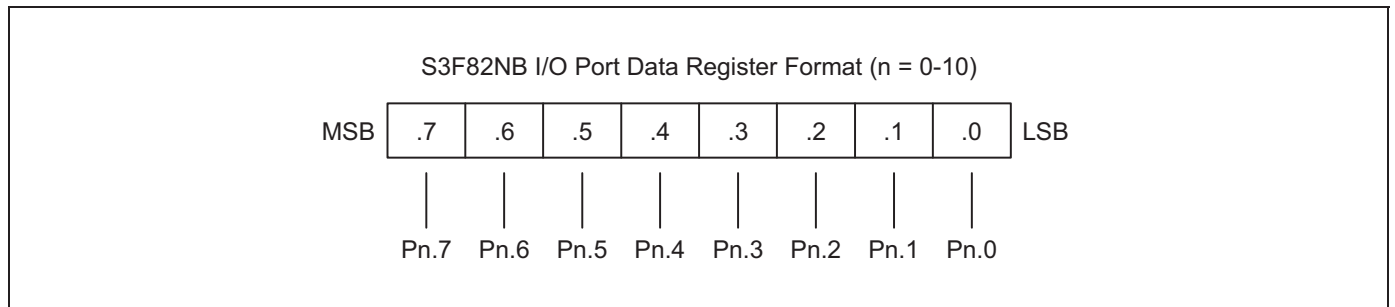 S3F82NB I/O Port Data Register Format (n = 0-10)
MSB .7 .6 .5 .4 .3 .2 .1 .0 LSB
Pn.7 Pn.6 Pn.5 Pn.4 Pn.3 Pn.2 Pn.1 Pn.0